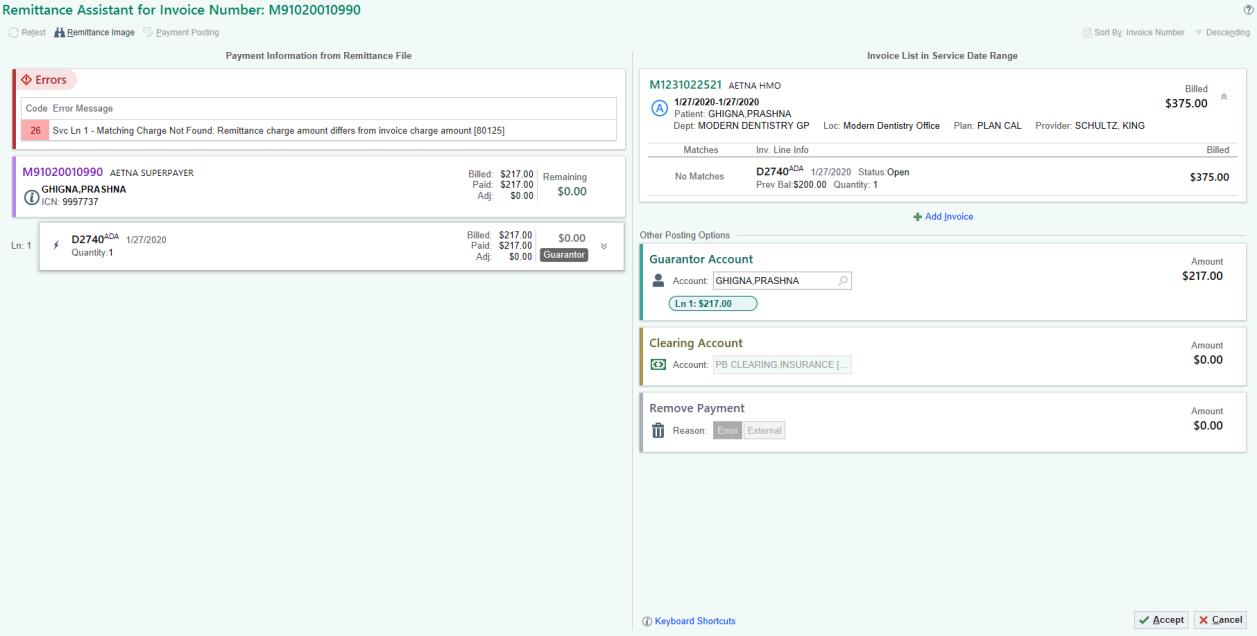 Remittance Assistant for Invoice Number: M91020010990
Retest Remittance Image Payment Posting
Sort By: Invoice Number Descending
Payment Information from Remittance File
Errors
Code Error Message
26 Svc Ln 1 - Matching Charge Not Found: Remittance charge amount differs from invoice charge amount [80125]
M91020010990 AETNA SUPERPAYER
GHIGNA,PRASHNA
ICN: 9997737
Billed: $217.00
Paid: $217.00
Adj: $0.00
Remaining
$0.00
Ln: 1
D2740ADA 1/27/2020
Quantity:1
Billed: $217.00
Paid: $217.00
Adj: $0.00
$0.00
Guarantor
Invoice List in Service Date Range
M1231022521 AETNA HMO
A
1/27/2020-1/27/2020
Patient: GHIGNA,PRASHNA
Dept: MODERN DENTISTRY GP Loc: Modern Dentistry Office Plan: PLAN CAL Provider: SCHULTZ, KING
Billed
$375.00
Matches Inv. Line Info Billed
No Matches
D2740ADA 1/27/2020 Status:Open
Prev Bal:$200.00 Quantity: 1
$375.00
Add Invoice
Other Posting Options
Guarantor Account
Account: GHIGNA,PRASHNA
Ln 1: $217.00
Amount
$217.00
Clearing Account
Account: PB CLEARING,INSURANCE [...
Amount
$0.00
Remove Payment
Reason: Error External
Amount
$0.00
Keyboard Shortcuts
Accept Cancel